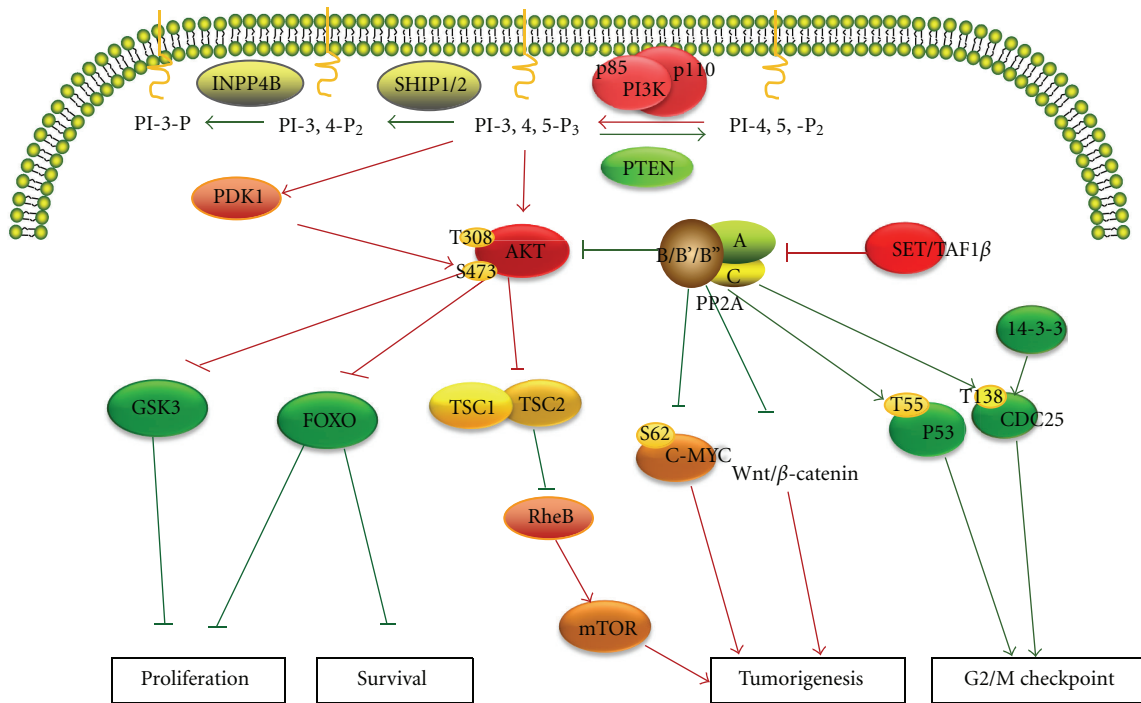 p85
p110
PI3K
INPP4B
SHIP1/2
PI-3-P
PI-3, 4-P₂
PI-3, 4, 5-P₃
PI-4, 5, -P₂
PTEN
PDK1
T308
AKT
S473
B/B'/B''
A
C
PP2A
SET/TAF1β
14-3-3
GSK3
FOXO
TSC1
TSC2
S62
C-MYC
Wnt/β-catenin
T55
P53
T138
CDC25
RheB
mTOR
Proliferation
Survival
Tumorigenesis
G2/M checkpoint